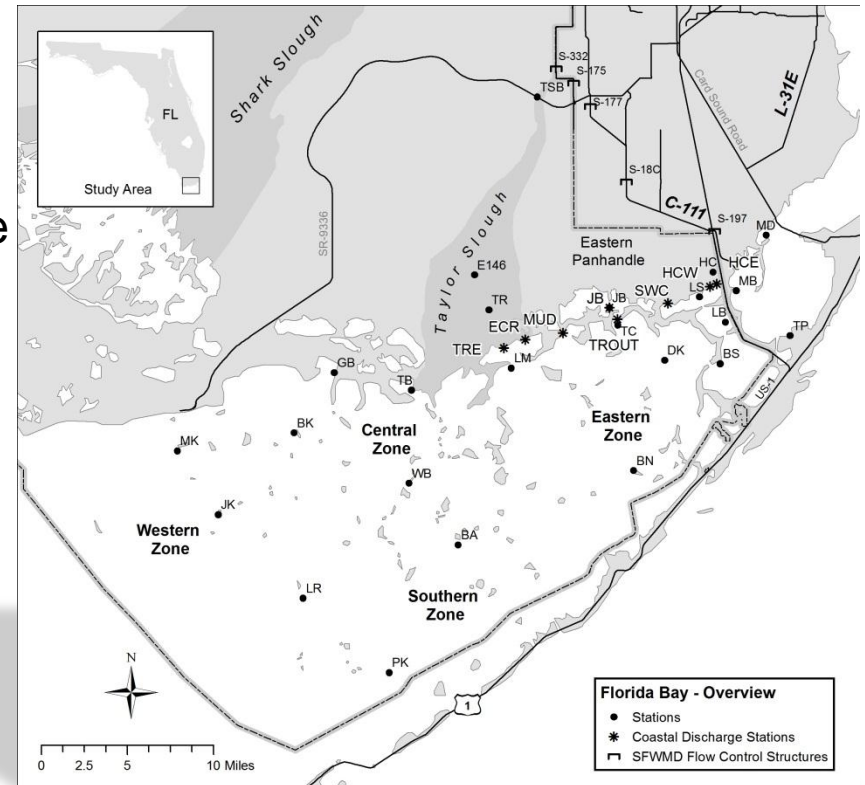 e
FL
Study Area
Shark Slough
SR-9336
TSB
S-332
S-175
S-177
S-18C
C-111
S-197
Card Sound Road
L-31E
Eastern
Panhandle
Taylor Slough
E146
TR
ECR
MUD
TRE
LM
JB
JB
TC
TROUT
SWC
HCW
HC
HCE
LS
MD
MB
LB
TP
BS
DK
US-1
GB
TB
MK
BK
Central
Zone
Eastern
Zone
BN
WB
JK
Western
Zone
BA
LR
Southern
Zone
PK
N
1
0 2.5 5 10 Miles
Florida Bay - Overview
Stations
Coastal Discharge Stations
SFWMD Flow Control Structures